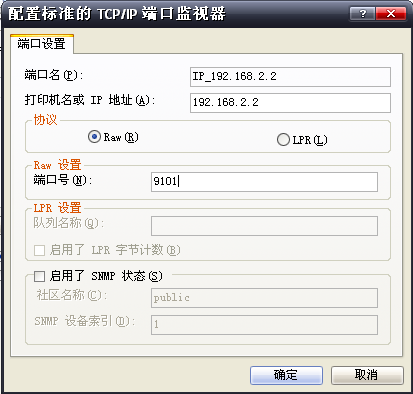 配置标准的 TCP/IP 端口监视器
端口设置
端口名(P): IP_192.168.2.2
打印机名或 IP 地址(A): 192.168.2.2
协议
Raw(R) LPR(L)
Raw 设置
端口号(N): 9101
LPR 设置
队列名称(Q):
启用了 LPR 字节计数(B)
启用了 SNMP 状态(S)
社区名称(C): public
SNMP 设备索引(D): 1
确定 取消